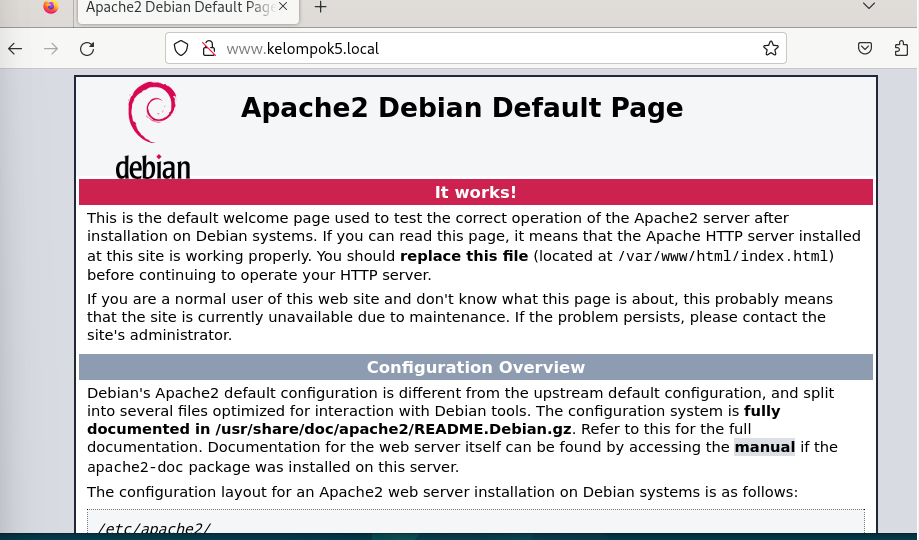 Apache2 Debian Default Page
www.kelompok5.local
debian
Apache2 Debian Default Page
It works!
This is the default welcome page used to test the correct operation of the Apache2 server after
installation on Debian systems. If you can read this page, it means that the Apache HTTP server installed
at this site is working properly. You should replace this file (located at /var/www/html/index.html)
before continuing to operate your HTTP server.
If you are a normal user of this web site and don't know what this page is about, this probably means
that the site is currently unavailable due to maintenance. If the problem persists, please contact the
site's administrator.
Configuration Overview
Debian's Apache2 default configuration is different from the upstream default configuration, and split
into several files optimized for interaction with Debian tools. The configuration system is fully
documented in /usr/share/doc/apache2/README.Debian.gz. Refer to this for the full
documentation. Documentation for the web server itself can be found by accessing the manual if the
apache2-doc package was installed on this server.
The configuration layout for an Apache2 web server installation on Debian systems is as follows:
/etc/apache2/